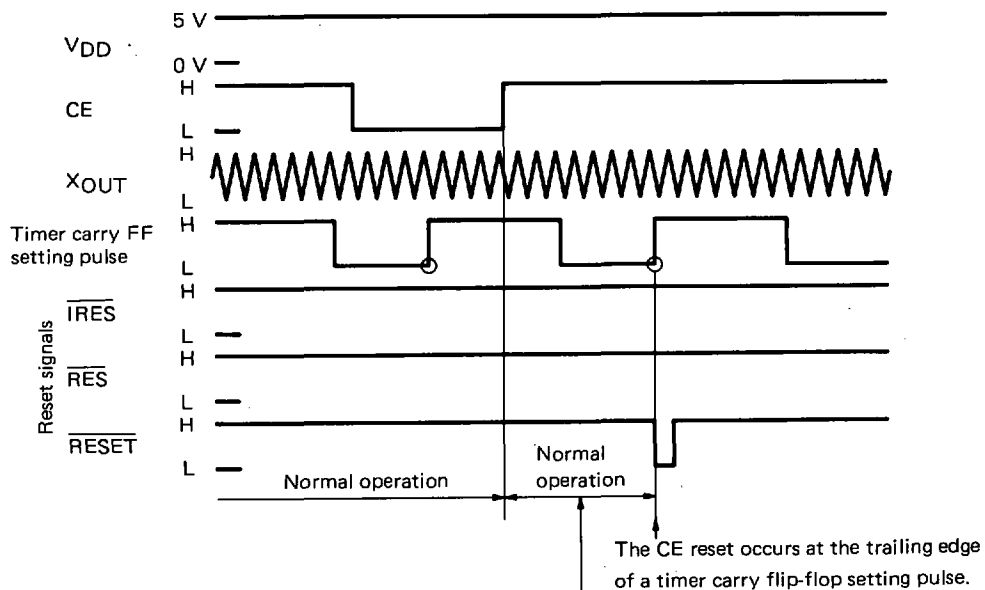 5 V
VDD
0 V
H
CE
L
H
XOUT
L
H
Timer carry FF
setting pulse
L
H
IRES
L
Reset signals
H
RES
L
H
RESET
L
Normal operation
Normal
operation
The CE reset occurs at the trailing edge
of a timer carry flip-flop setting pulse.